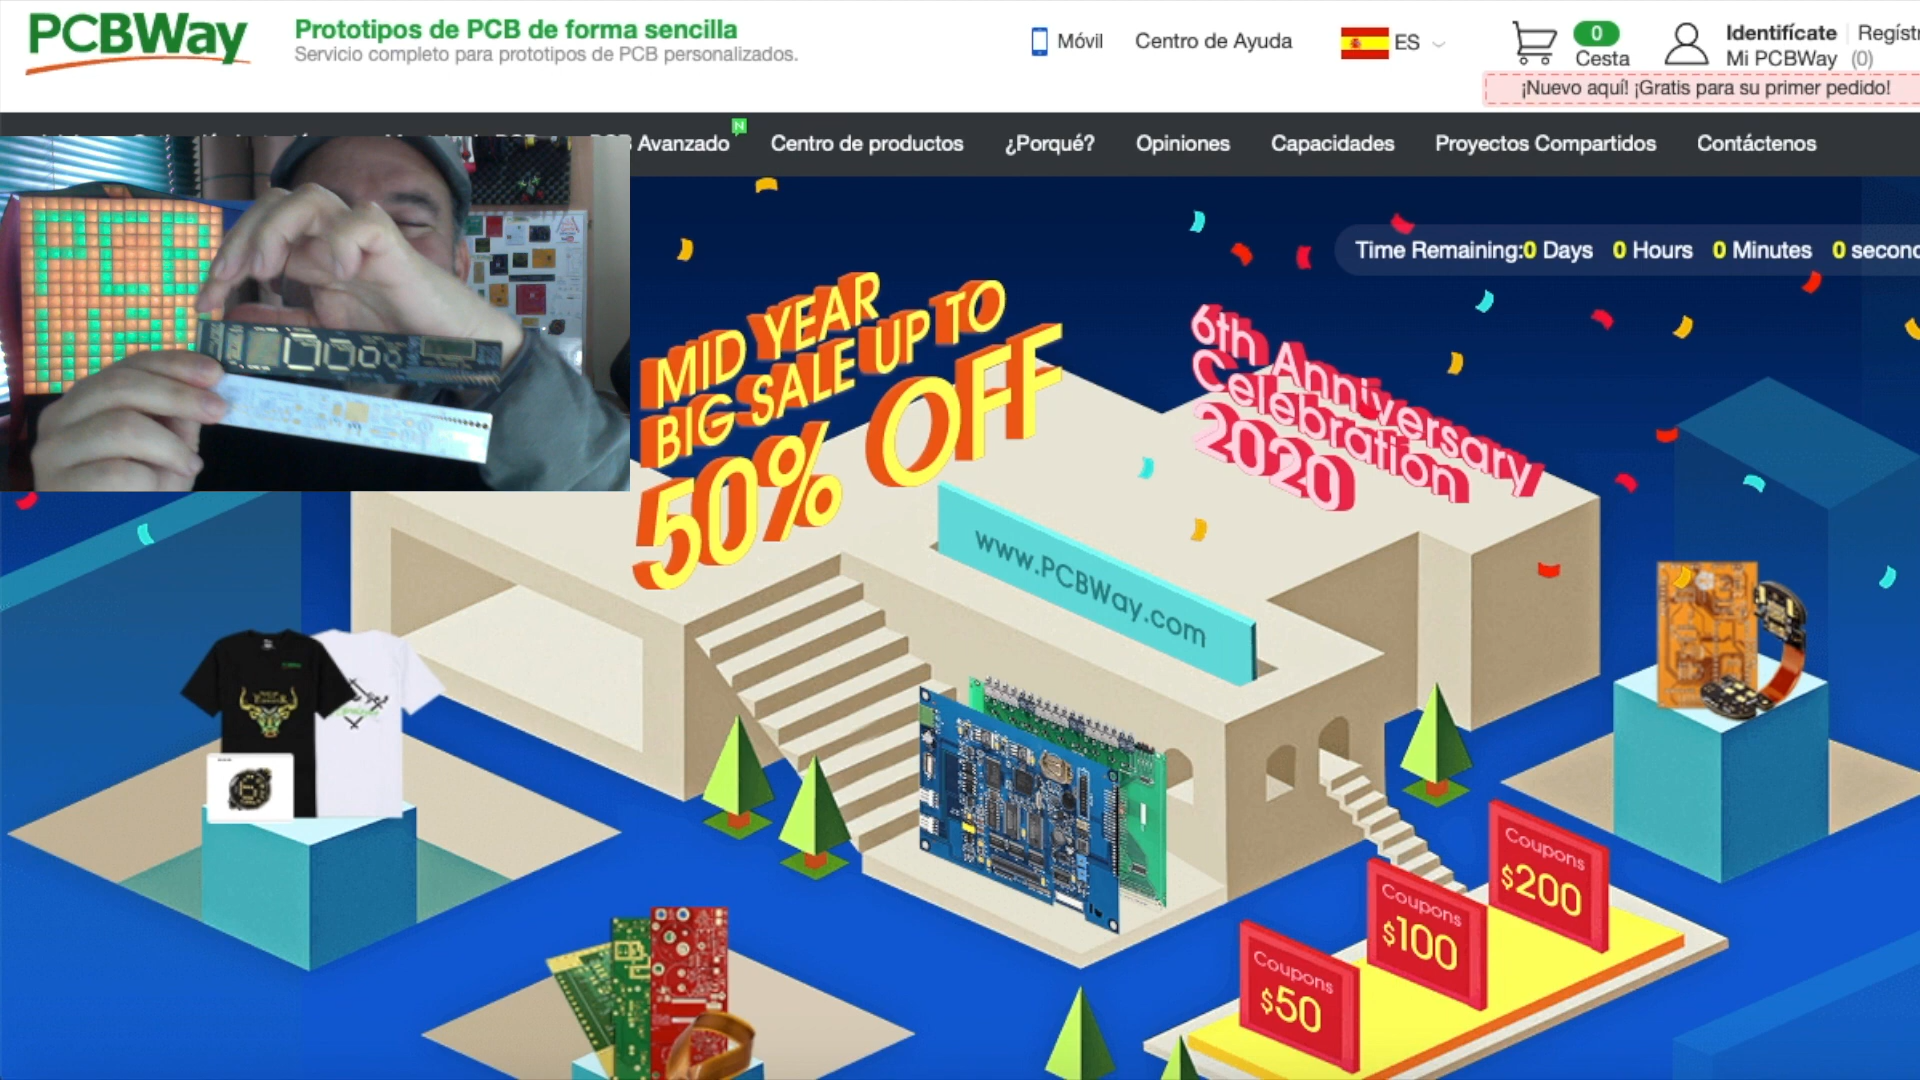 PCBWay
Prototipos de PCB de forma sencilla
Servicio completo para prototipos de PCB personalizados.
Móvil
Centro de Ayuda
ES
0
Cesta
Identifícate
Mi PCBWay (0)
¡Nuevo aquí! ¡Gratis para su primer pedido!
N
Avanzado
Centro de productos
¿Porqué?
Opiniones
Capacidades
Proyectos Compartidos
Contáctenos
PCB
Way
Time Remaining:0 Days 0 Hours 0 Minutes 0
MID YEAR
BIG SALE UP TO
50% OFF
6th Anniversary
Celebration
2020
www.PCBWay.com
Coupons
$50
Coupons
$100
Coupons
$200